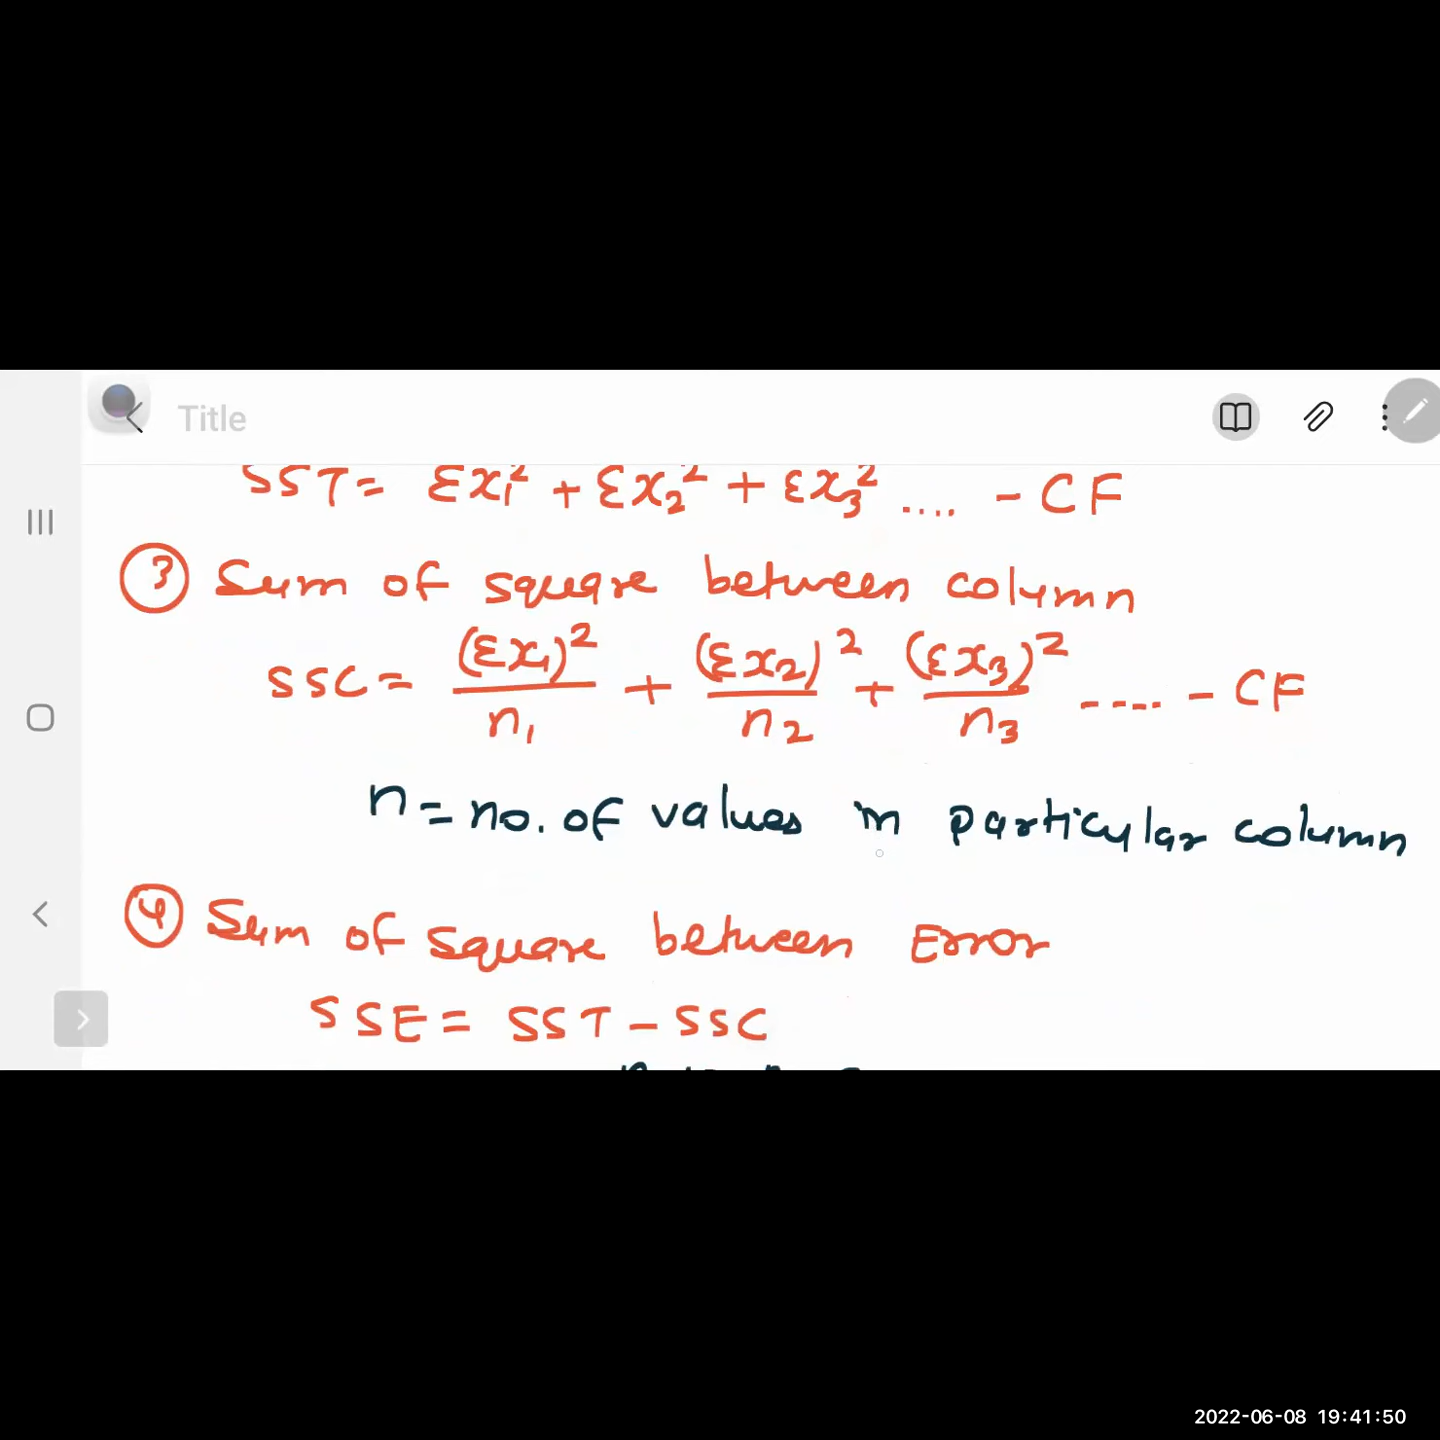 Title
SST = Σx₁² + Σx₂² + Σx₃² .... - CF
③ Sum of square between column
SSC = (Σx₁)²/n₁ + (Σx₂)²/n₂ + (Σx₃)²/n₃ ---- - CF
n = no. of values in particular column
④ Sum of square between Error
SSE = SST - SSC
2022-06-08 19:41:50